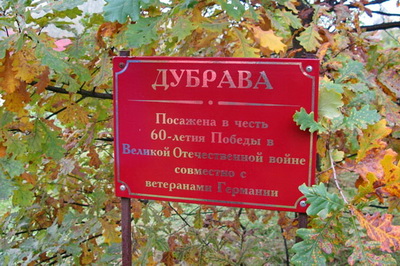 ДУБРАВА
Посажена в честь
60-летия Победы в
Великой Отечественной войне
совместно с
ветеранами Германии